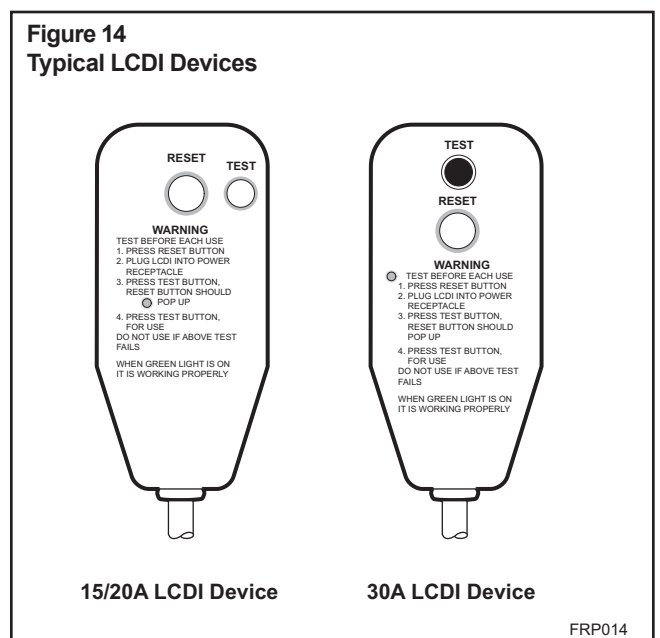 Figure 14
Typical LCDI Devices
RESET
TEST
WARNING
TEST BEFORE EACH USE
1. PRESS RESET BUTTON
2. PLUG LCDI INTO POWER
RECEPTACLE
3. PRESS TEST BUTTON,
RESET BUTTON SHOULD
POP UP
4. PRESS TEST BUTTON,
FOR USE
DO NOT USE IF ABOVE TEST
FAILS
WHEN GREEN LIGHT IS ON
IT IS WORKING PROPERLY
15/20A LCDI Device
TEST
RESET
WARNING
TEST BEFORE EACH USE
1. PRESS RESET BUTTON
2. PLUG LCDI INTO POWER
RECEPTACLE
3. PRESS TEST BUTTON,
RESET BUTTON SHOULD
POP UP
4. PRESS TEST BUTTON,
FOR USE
DO NOT USE IF ABOVE TEST
FAILS
WHEN GREEN LIGHT IS ON
IT IS WORKING PROPERLY
30A LCDI Device
FRP014